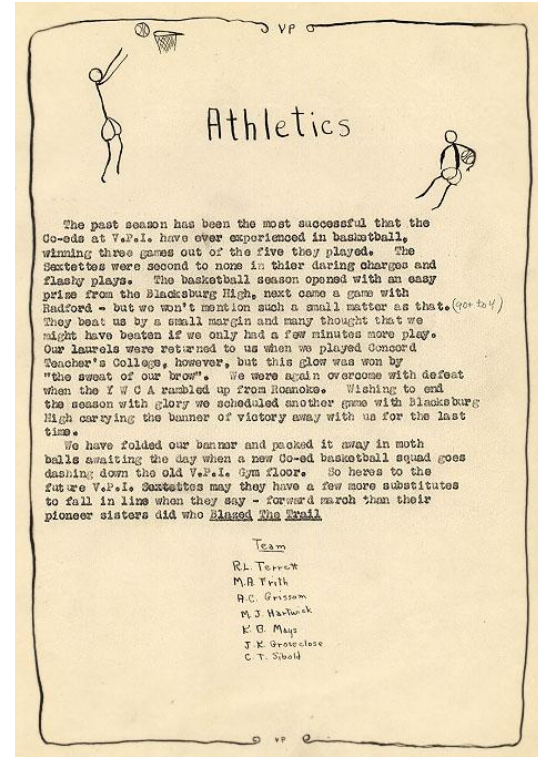 VP
Athletics
The past season has been the most successful that the
Co-eds at V.P.I. have ever experienced in basketball,
winning three games out of the five they played. The
Sextettes were second to none in thier daring charges and
flashy plays. The basketball season opened with an easy
prize from the Blacksburg High, next came a game with
Radford - but we won't mention such a small matter as that. (90 to 4)
They beat us by a small margin and many thought that we
might have beaten if we only had a few minutes more play.
Our laurels were returned to us when we played Concord
Teacher's College, however, but this glow was won by
"the sweat of our brow". We were again overcome with defeat
when the Y W C A rambled up from Roanoke. Wishing to end
the season with glory we scheduled another game with Blacksburg
High carrying the banner of victory away with us for the last
time.
We have folded our banner and packed it away in moth
balls awaiting the day when a new Co-ed basketball squad goes
dashing down the old V.P.I. Gym floor. So heres to the
future V.P.I. Sextettes may they have a few more substitutes
to fall in line when they say - forward march than their
pioneer sisters did who Blazed The Trail
Team
R.L. Terrett
M.A. Frith
A.C. Grissom
M.J. Hartwick
K.B. Mays
J.K. Groseclose
C.T. Sibold
VP